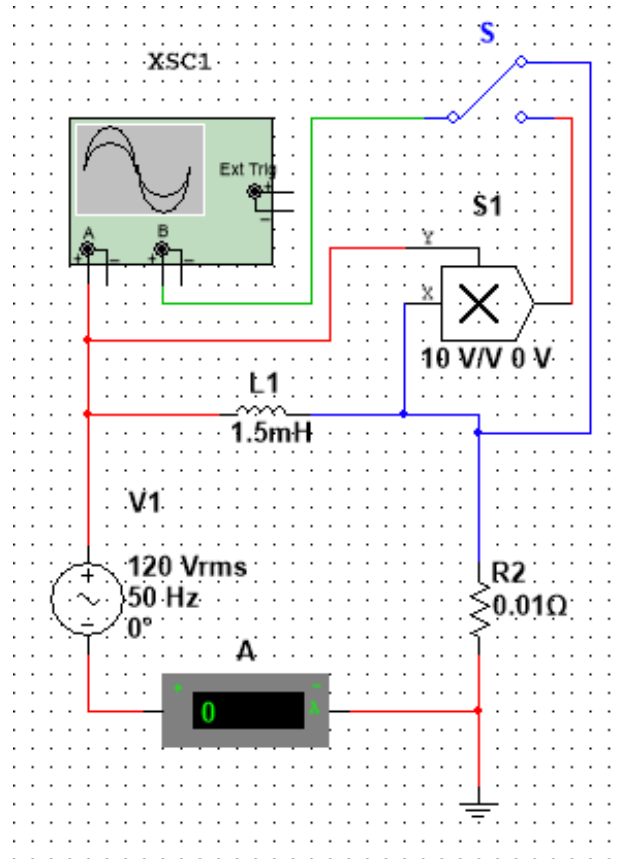 S
XSC1
Ext Trig
+
−
A
B
+
−
+
−
S1
Y
X
10 V/V 0 V
L1
1.5mH
V1
+
−
120 Vrms
50 Hz
0°
R2
0.01Ω
A
+
−
0
A